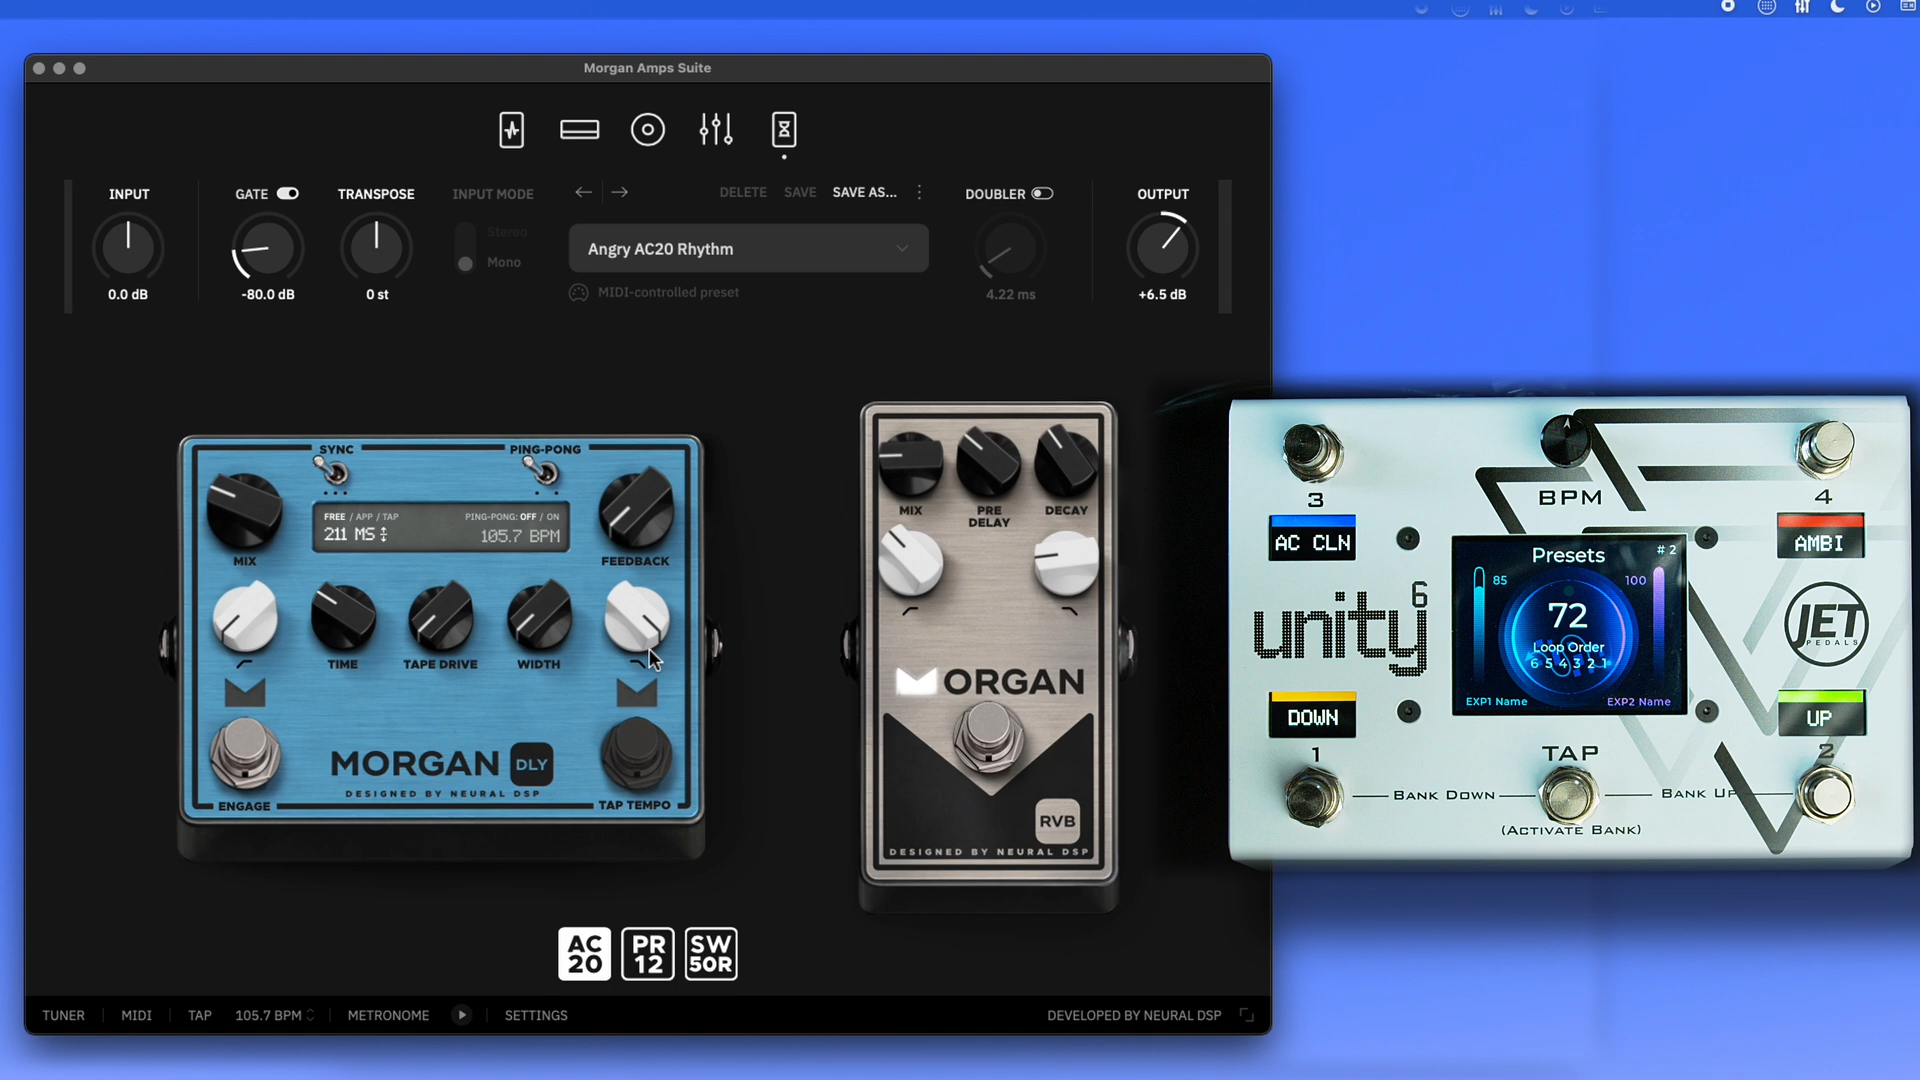 Morgan Amps Suite
INPUT
GATE
TRANSPOSE
INPUT MODE
DELETE
SAVE
SAVE AS...
DOUBLER
OUTPUT
Stereo
Mono
Angry AC20 Rhythm
0.0 dB
-80.0 dB
0 st
MIDI-controlled preset
4.22 ms
+6.5 dB
SYNC
PING-PONG
FREE / APP / TAP
PING-PONG: OFF / ON
211 MS
105.7 BPM
MIX
FEEDBACK
TIME
TAPE DRIVE
WIDTH
MORGAN DLY
DESIGNED BY NEURAL DSP
ENGAGE
TAP TEMPO
MIX
PRE DELAY
DECAY
MORGAN
RVB
DESIGNED BY NEURAL DSP
3
BPM
4
AC CLN
AMBI
Presets
# 2
85
100
72
Loop Order
6 5 4 3 2 1
EXP1 Name
EXP2 Name
unity6
JET
PEDALS
DOWN
UP
1
TAP
2
BANK DOWN
BANK UP
(ACTIVATE BANK)
AC 20
PR 12
SW 50R
TUNER
MIDI
TAP
105.7 BPM
METRONOME
SETTINGS
DEVELOPED BY NEURAL DSP